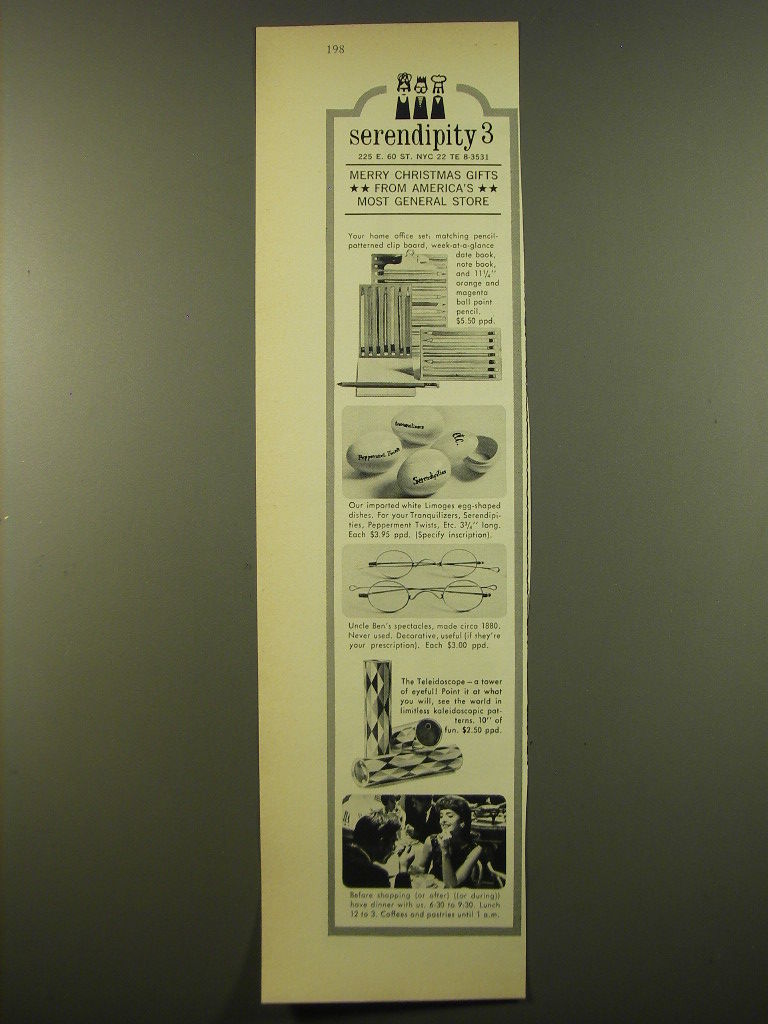 198
serendipity 3
225 E. 60 ST. NYC 22 TE 8-3531
MERRY CHRISTMAS GIFTS
★★ FROM AMERICA'S ★★
MOST GENERAL STORE
Your home office set: matching pencil-
patterned clip board, week-at-a-glance
date book,
note book,
and 11¼"
orange and
magenta
ball point
pencil.
$5.50 ppd.
Tranquilizers
Etc. Etc.
Peppermint Twists
Serendipities
Our imported white Limoges egg-shaped
dishes. For your Tranquilizers, Serendipi-
ties, Pepperment Twists, Etc. 3¾" long.
Each $3.95 ppd. (Specify inscription).
Uncle Ben's spectacles, made circa 1880.
Never used. Decorative, useful (if they're
your prescription). Each $3.00 ppd.
The Teleidoscope — a tower
of eyeful! Point it at what
you will, see the world in
limitless kaleidoscopic pat-
terns. 10" of
fun. $2.50 ppd.
Before shopping (or after) ((or during))
have dinner with us. 6:30 to 9:30. Lunch
12 to 3. Coffees and pastries until 1 a.m.